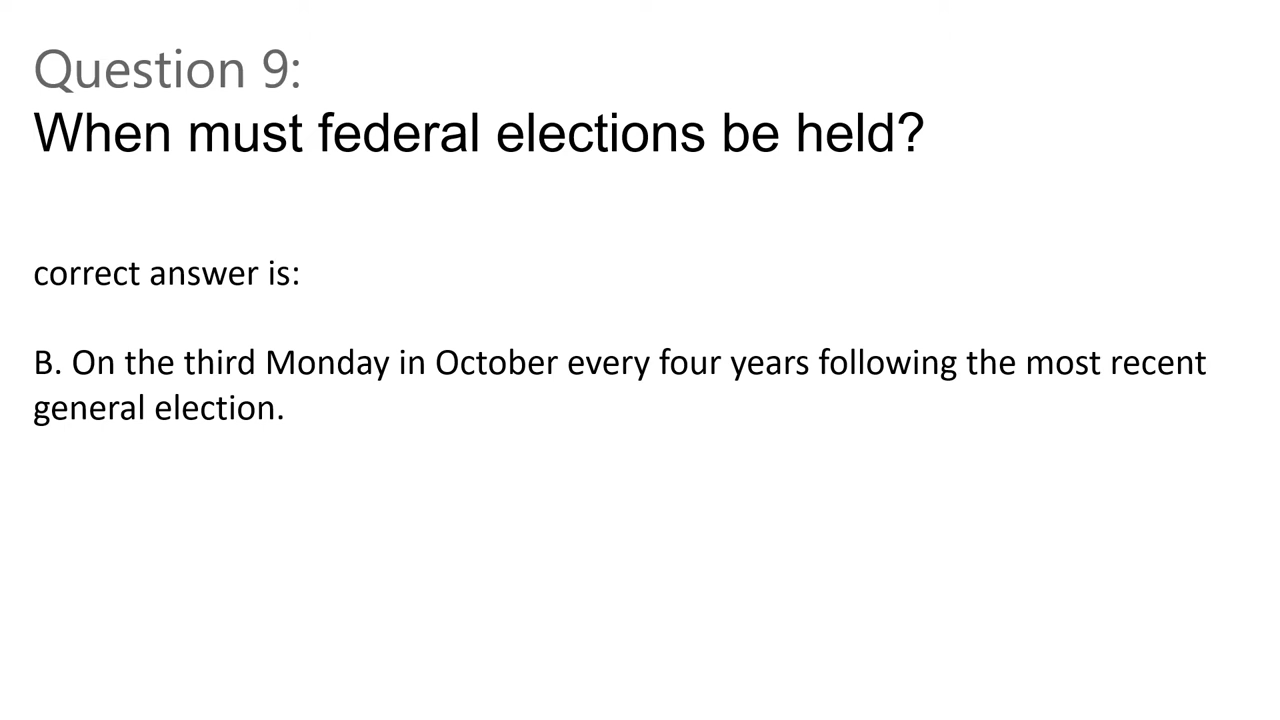 Question 9:
When must federal elections be held?
correct answer is:
B. On the third Monday in October every four years following the most recent
general election.